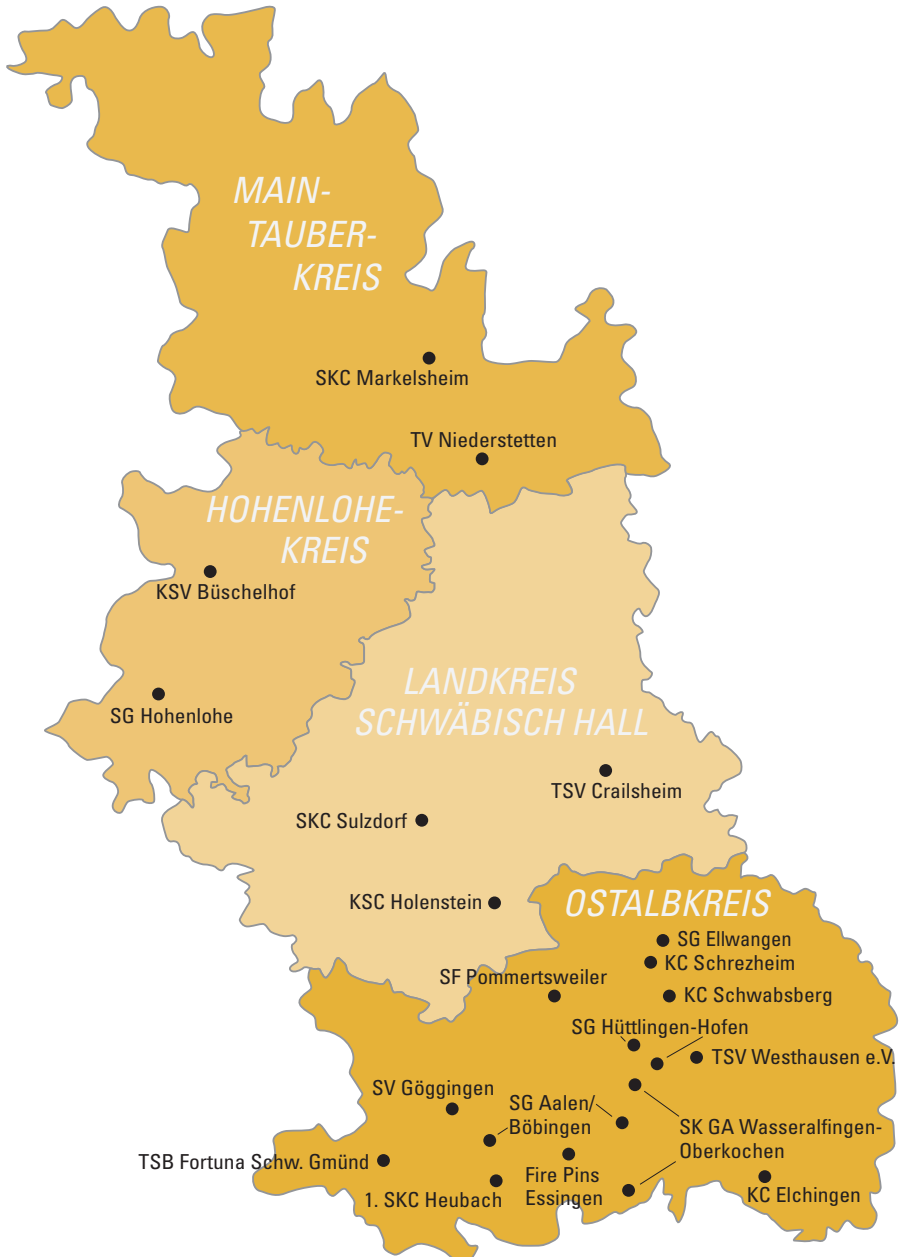 MAIN-
TAUBER-
KREIS
SKC Markelsheim
TV Niederstetten
HOHENLOHE-
KREIS
KSV Büschelhof
SG Hohenlohe
LANDKREIS
SCHWÄBISCH HALL
TSV Crailsheim
SKC Sulzdorf
KSC Holenstein
OSTALBKREIS
SG Ellwangen
KC Schrezheim
SF Pommertsweiler
KC Schwabsberg
SG Hüttlingen-Hofen
TSV Westhausen e.V.
SV Göggingen
SG Aalen/
Böbingen
SK GA Wasseralfingen-
Oberkochen
TSB Fortuna Schw. Gmünd
1. SKC Heubach
Fire Pins
Essingen
KC Elchingen